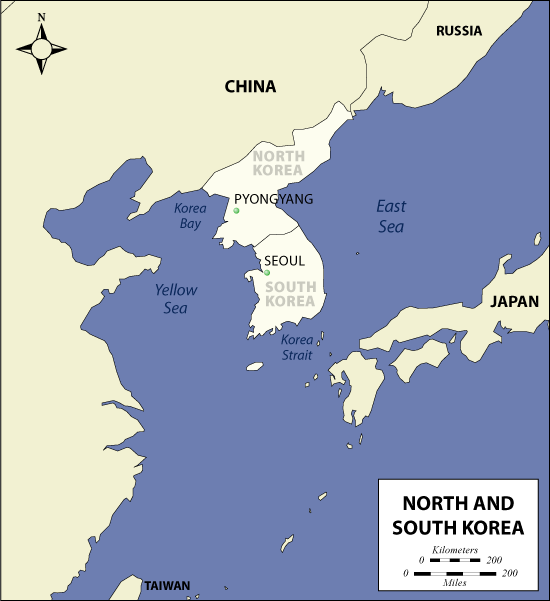 N
RUSSIA
CHINA
NORTH
KOREA
PYONGYANG
Korea
Bay
East
Sea
SEOUL
Yellow
Sea
SOUTH
KOREA
JAPAN
Korea
Strait
NORTH AND
SOUTH KOREA
Kilometers
0 200
0 200
Miles
TAIWAN